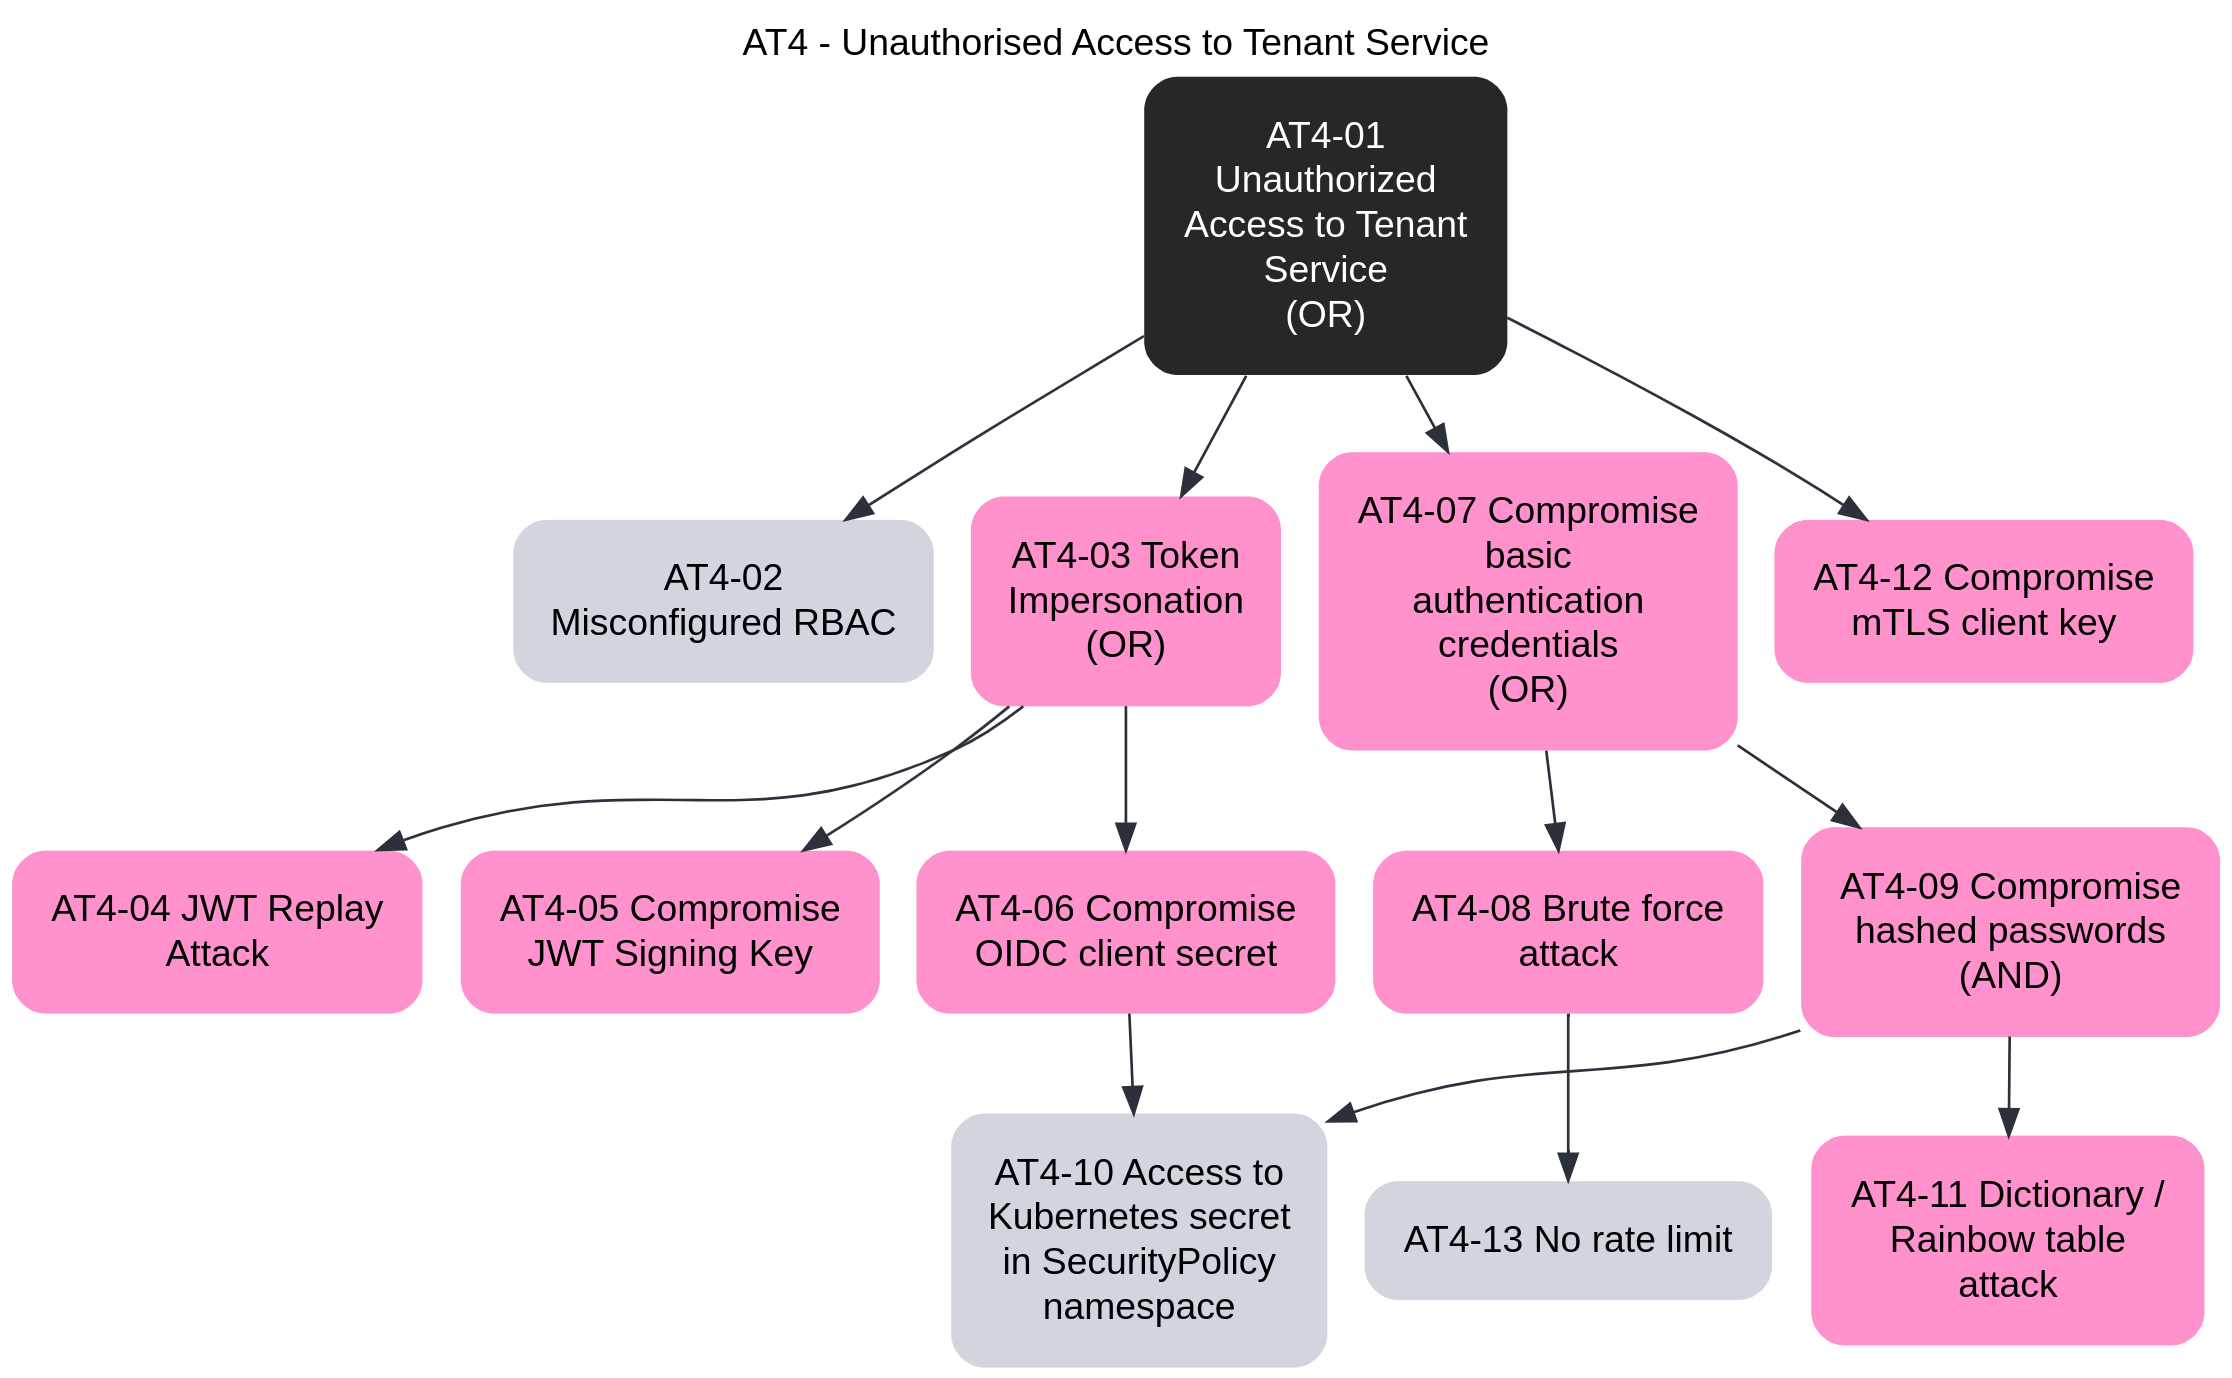 AT4 - Unauthorised Access to Tenant Service
AT4-01
Unauthorized
Access to Tenant
Service
(OR)
AT4-02
Misconfigured RBAC
AT4-03 Token
Impersonation
(OR)
AT4-07 Compromise
basic
authentication
credentials
(OR)
AT4-12 Compromise
mTLS client key
AT4-04 JWT Replay
Attack
AT4-05 Compromise
JWT Signing Key
AT4-06 Compromise
OIDC client secret
AT4-08 Brute force
attack
AT4-09 Compromise
hashed passwords
(AND)
AT4-10 Access to
Kubernetes secret
in SecurityPolicy
namespace
AT4-13 No rate limit
AT4-11 Dictionary /
Rainbow table
attack